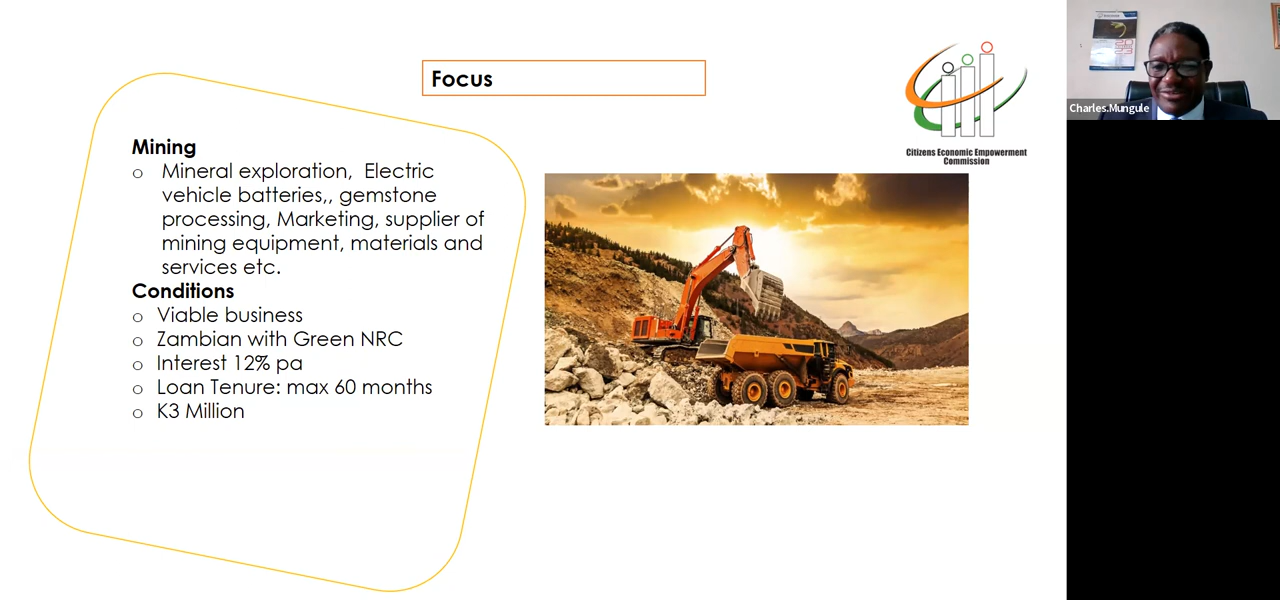 Focus
Mining
o Mineral exploration, Electric
vehicle batteries,, gemstone
processing, Marketing, supplier of
mining equipment, materials and
services etc.
Conditions
o Viable business
o Zambian with Green NRC
o Interest 12% pa
o Loan Tenure: max 60 months
o K3 Million
Citizens Economic Empowerment
Commission
Charles.Mungule